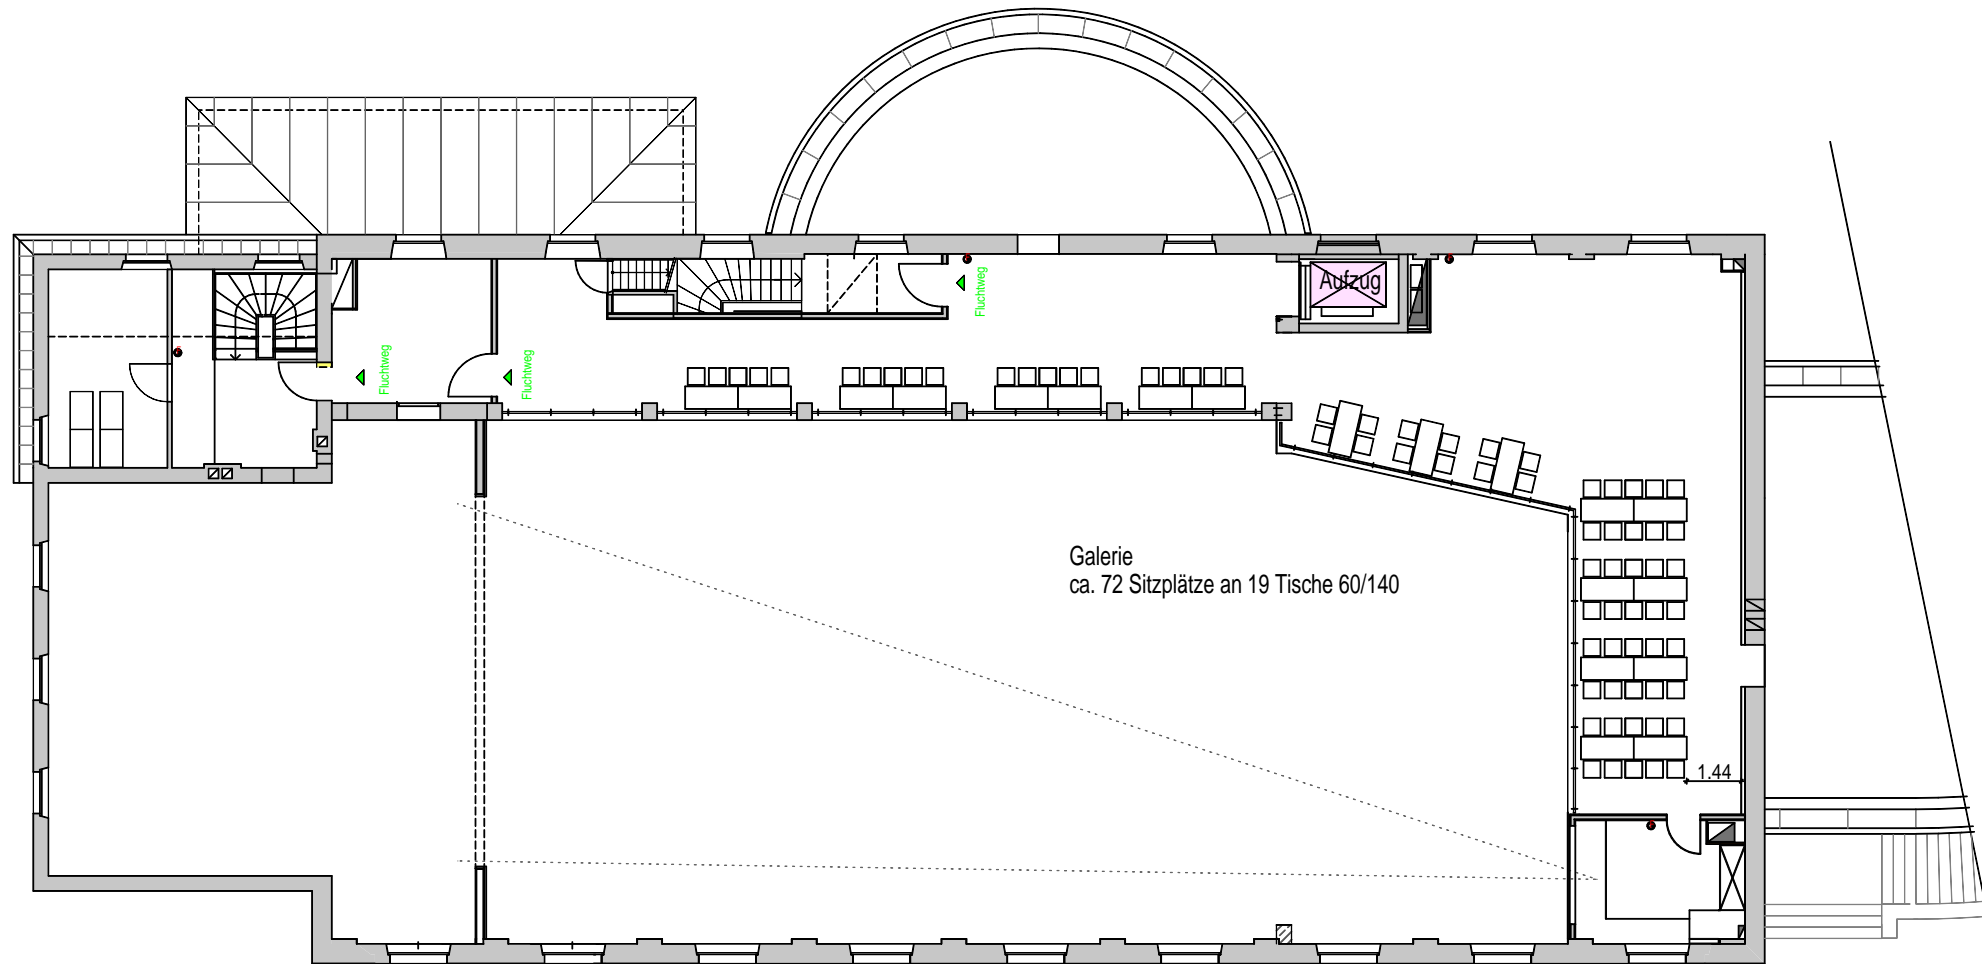 Aufzug
Fluchtweg
Fluchtweg
Fluchtweg
Galerie
ca. 72 Sitzplätze an 19 Tische 60/140
1.44